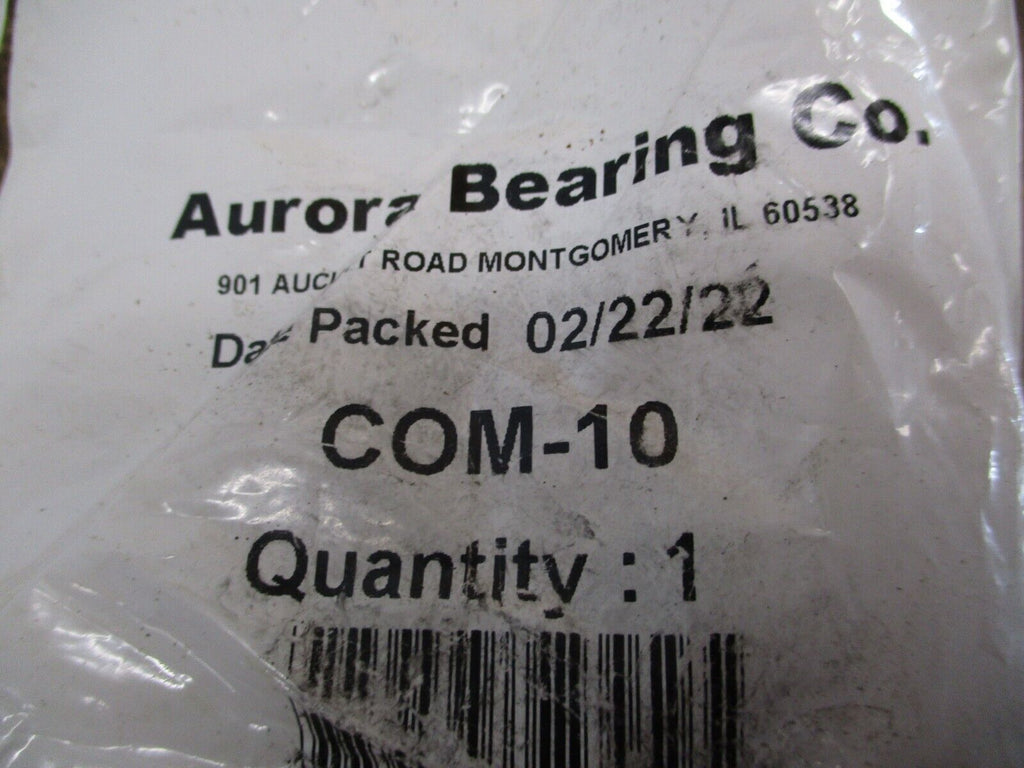 Aurora Bearing Co.
901 ROAD MONTGOMERY, IL 60538
Packed 02/22/22
COM-10
Quantity : 1